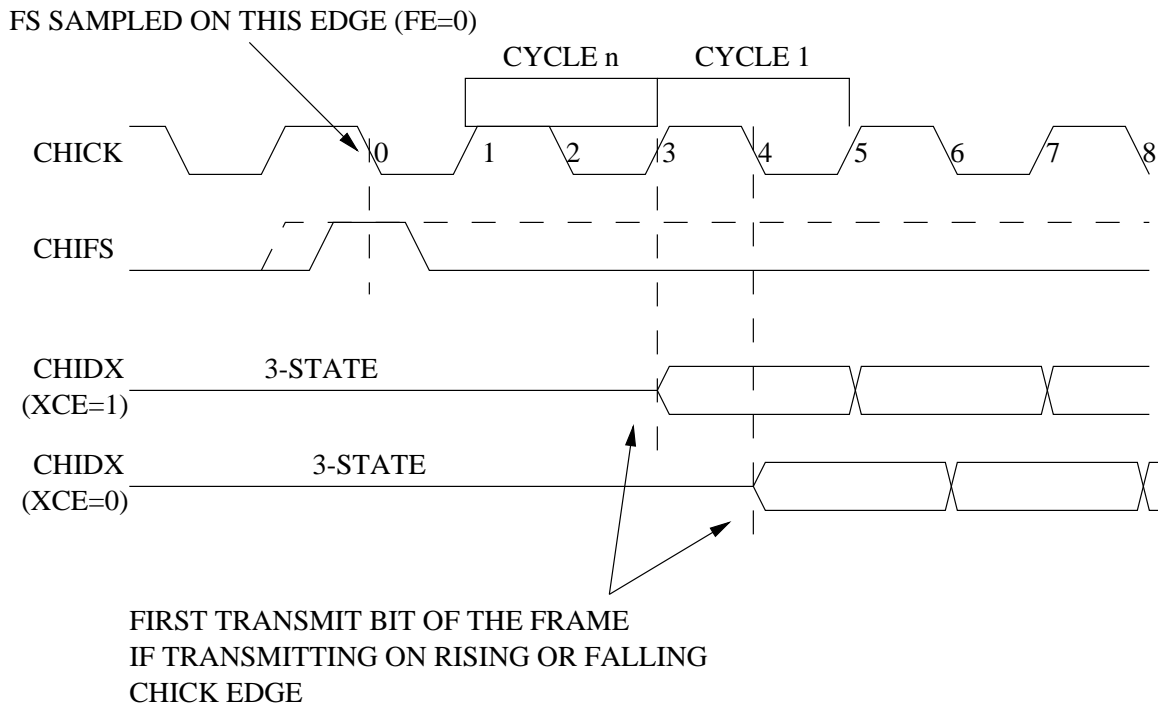 FS SAMPLED ON THIS EDGE (FE=0)
CYCLE n CYCLE 1
CHICK 0 1 2 3 4 5 6 7 8
CHIFS
CHIDX 3-STATE
(XCE=1)
CHIDX 3-STATE
(XCE=0)
FIRST TRANSMIT BIT OF THE FRAME
IF TRANSMITTING ON RISING OR FALLING
CHICK EDGE